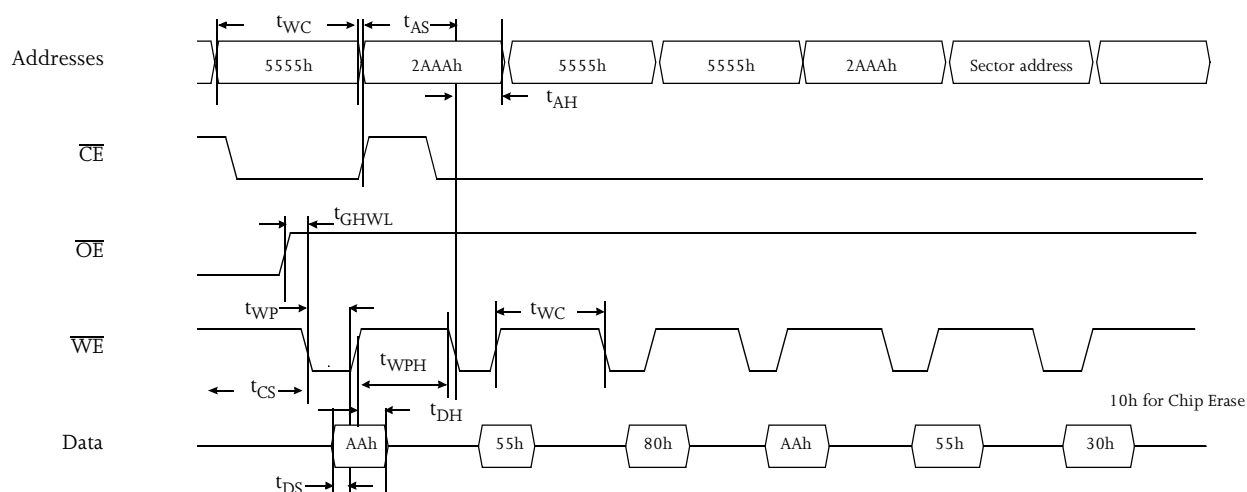 tWC
tAS
Addresses
5555h
2AAAh
5555h
5555h
2AAAh
Sector address
tAH
CE
tGHWL
OE
tWP
tWC
WE
tWPH
tCS
10h for Chip Erase
tDH
Data
AAh
55h
80h
AAh
55h
30h
tDS